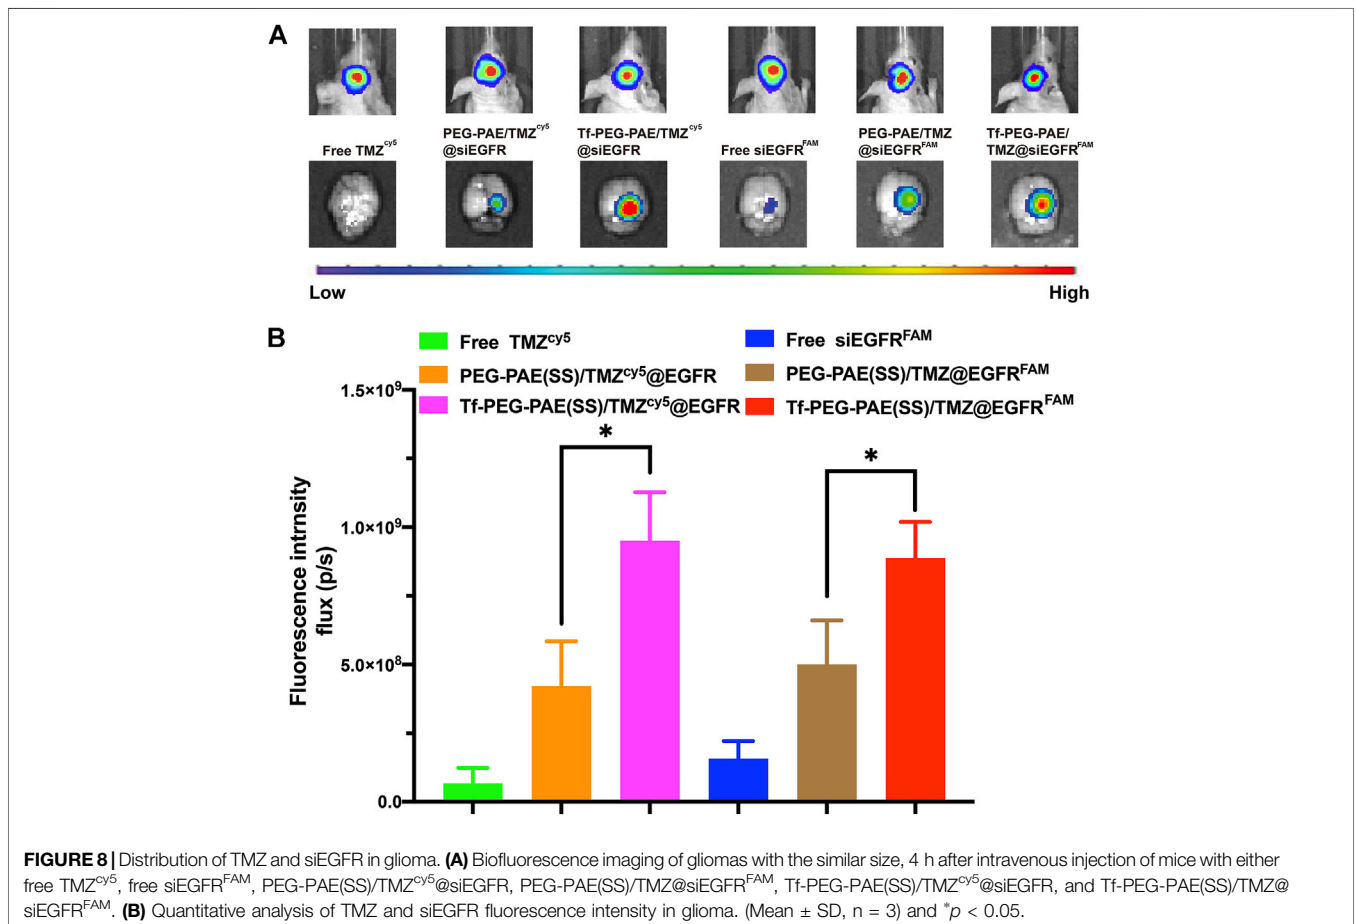 A
Free TMZ^cy5
PEG-PAE/TMZ^cy5
@siEGFR
Tf-PEG-PAE/TMZ^cy5
@siEGFR
Free siEGFR^FAM
PEG-PAE/TMZ
@siEGFR^FAM
Tf-PEG-PAE/
TMZ@siEGFR^FAM
Low
High
B
Free TMZ^cy5
PEG-PAE(SS)/TMZ^cy5@EGFR
Tf-PEG-PAE(SS)/TMZ^cy5@EGFR
Free siEGFR^FAM
PEG-PAE(SS)/TMZ@EGFR^FAM
Tf-PEG-PAE(SS)/TMZ@EGFR^FAM
Fluorescence intrnsity
flux (p/s)
1.5×10^9
1.0×10^9
5.0×10^8
0.0
*
*
FIGURE 8 | Distribution of TMZ and siEGFR in glioma. (A) Biofluorescence imaging of gliomas with the similar size, 4 h after intravenous injection of mice with either
free TMZ^cy5, free siEGFR^FAM, PEG-PAE(SS)/TMZ^cy5@siEGFR, PEG-PAE(SS)/TMZ@siEGFR^FAM, Tf-PEG-PAE(SS)/TMZ^cy5@siEGFR, and Tf-PEG-PAE(SS)/TMZ@
siEGFR^FAM. (B) Quantitative analysis of TMZ and siEGFR fluorescence intensity in glioma. (Mean ± SD, n = 3) and *p < 0.05.